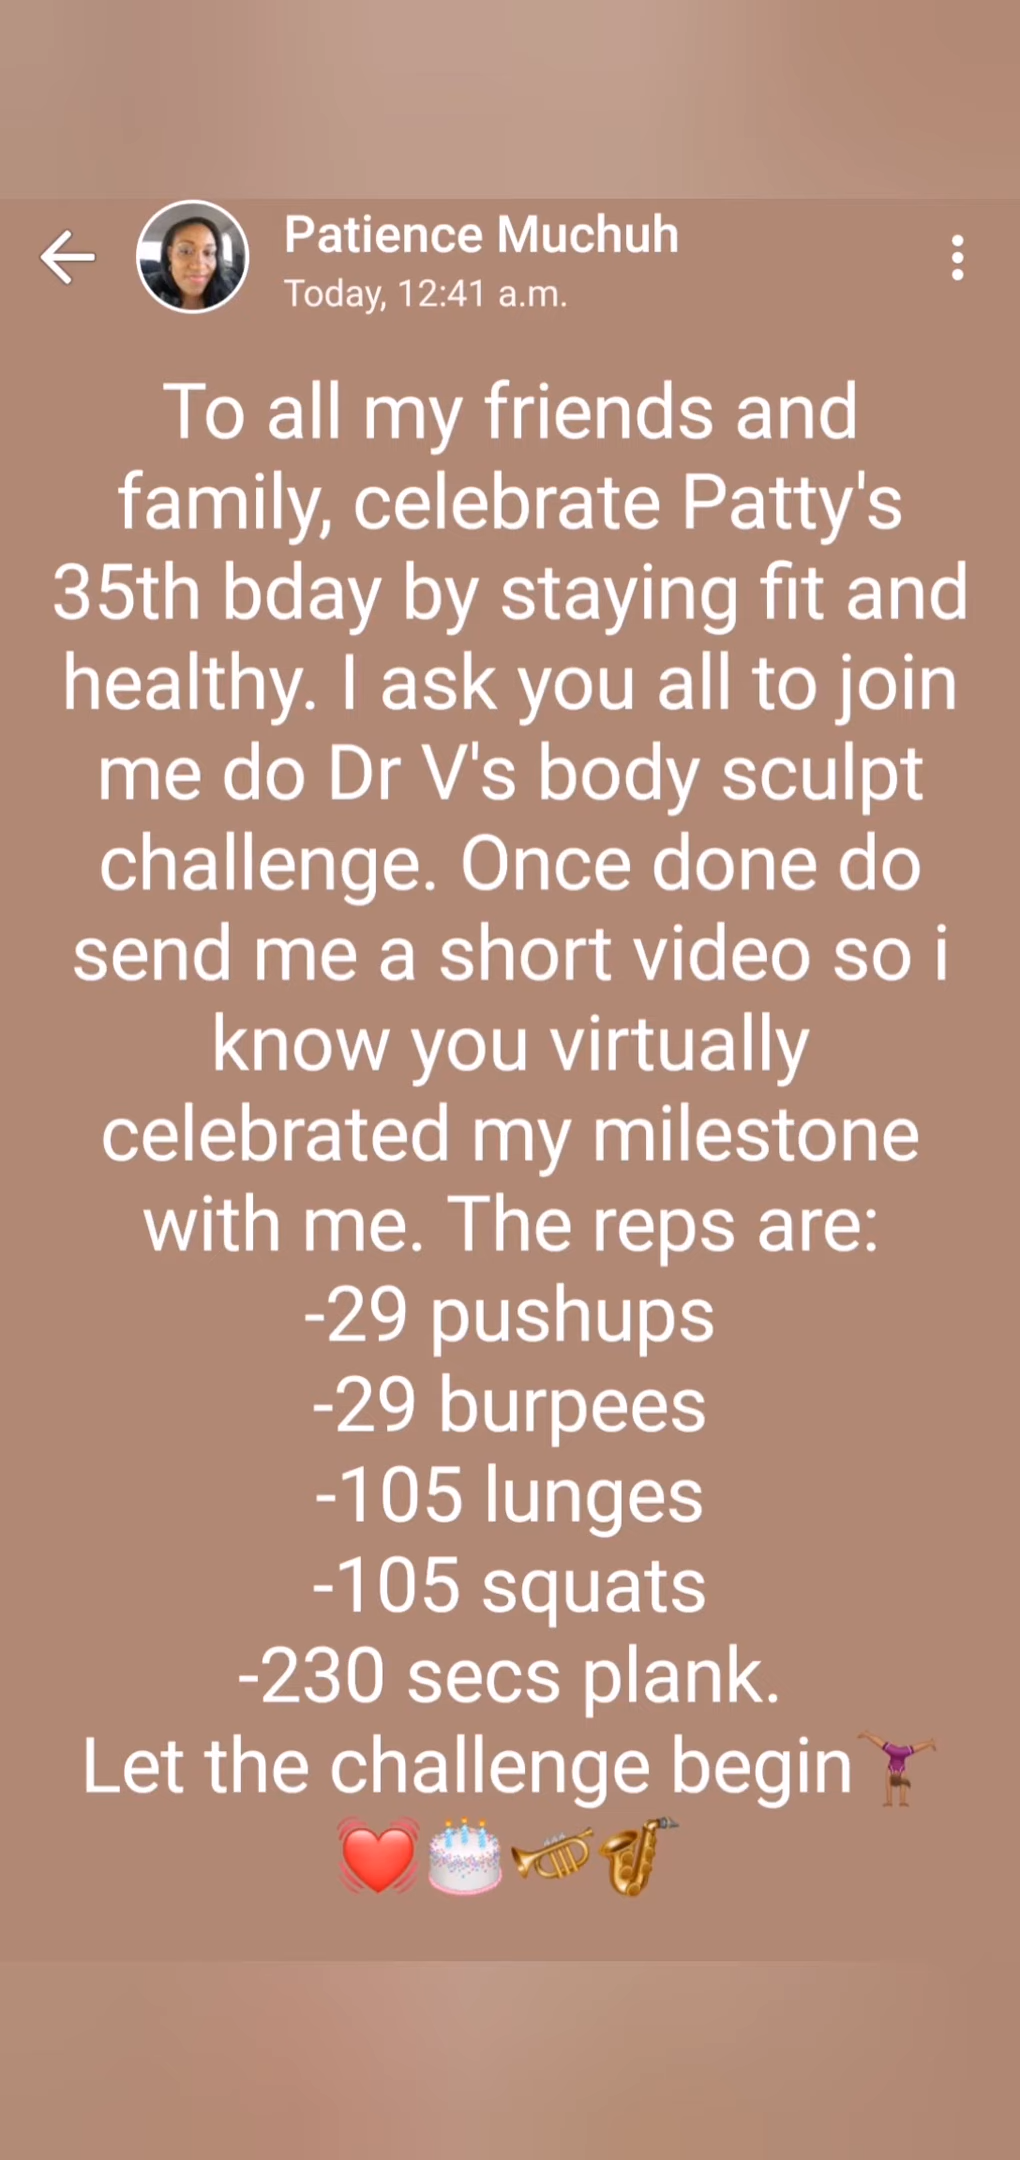 Patience Muchuh
Today, 12:41 a.m.
To all my friends and
family, celebrate Patty's
35th bday by staying fit and
healthy. I ask you all to join
me do Dr V's body sculpt
challenge. Once done do
send me a short video so i
know you virtually
celebrated my milestone
with me. The reps are:
-29 pushups
-29 burpees
-105 lunges
-105 squats
-230 secs plank.
Let the challenge begin🤸🏾‍♀️
💓🎂🎺🎷